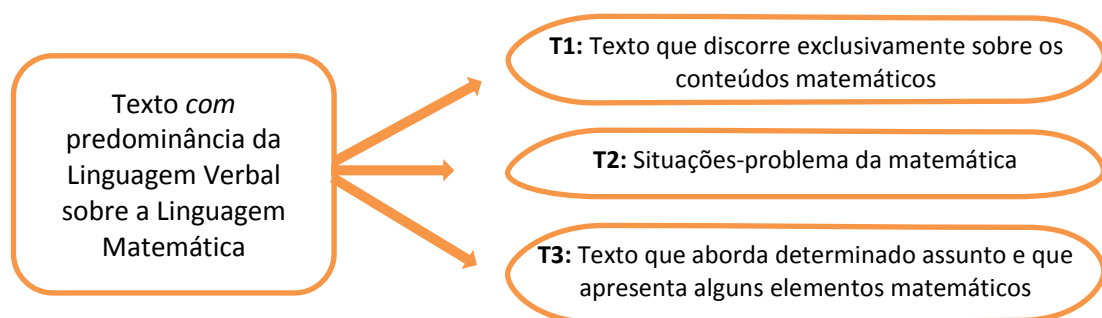 Texto com
predominância da
Linguagem Verbal
sobre a Linguagem
Matemática
T1: Texto que discorre exclusivamente sobre os
conteúdos matemáticos
T2: Situações-problema da matemática
T3: Texto que aborda determinado assunto e que
apresenta alguns elementos matemáticos